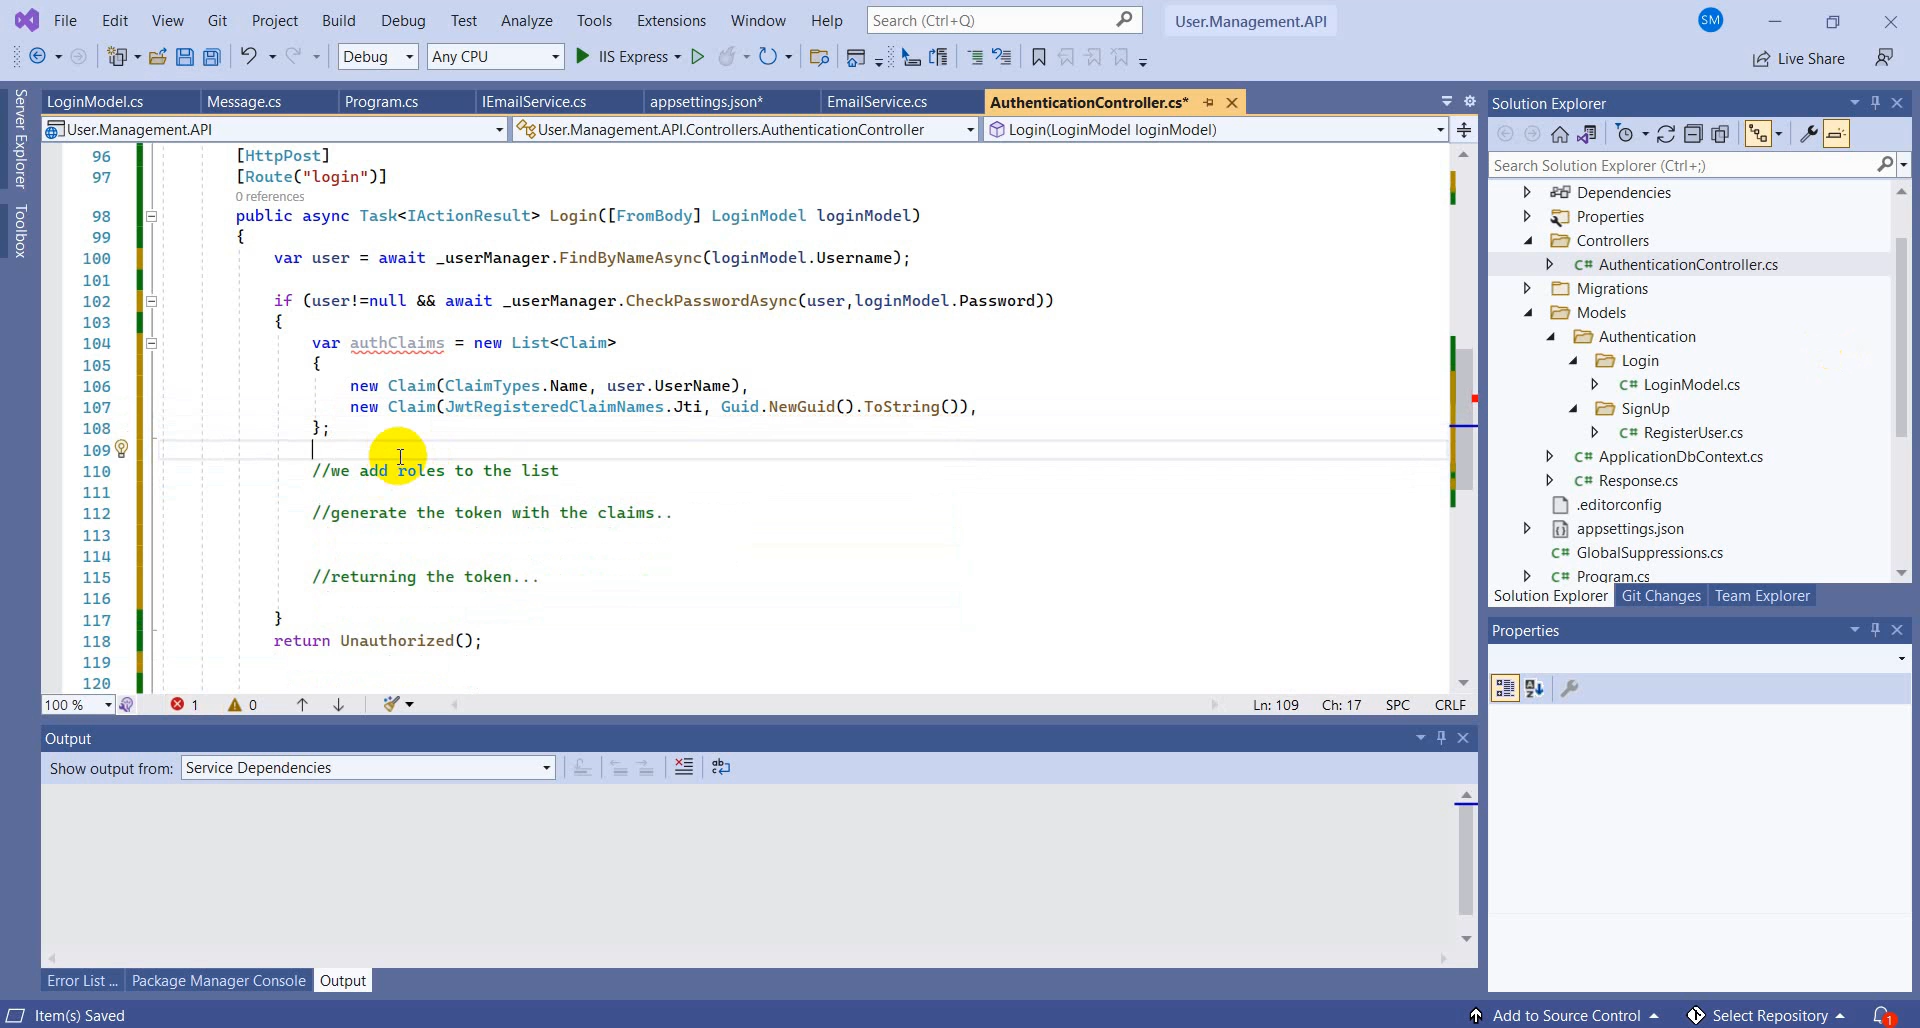 File Edit View Git Project Build Debug Test Analyze Tools Extensions Window Help Search (Ctrl+Q) User.Management.API SM
Debug Any CPU IIS Express Live Share
Server Explorer
Toolbox
LoginModel.cs Message.cs Program.cs IEmailService.cs appsettings.json* EmailService.cs AuthenticationController.cs*
User.Management.API User.Management.API.Controllers.AuthenticationController Login(LoginModel loginModel)
96 [HttpPost]
97 [Route("login")]
0 references
98 public async Task<IActionResult> Login([FromBody] LoginModel loginModel)
99 {
100 var user = await _userManager.FindByNameAsync(loginModel.Username);
101
102 if (user!=null && await _userManager.CheckPasswordAsync(user,loginModel.Password))
103 {
104 var authClaims = new List<Claim>
105 {
106 new Claim(ClaimTypes.Name, user.UserName),
107 new Claim(JwtRegisteredClaimNames.Jti, Guid.NewGuid().ToString()),
108 };
109
110 //we add roles to the list
111
112 //generate the token with the claims..
113
114
115 //returning the token...
116
117 }
118 return Unauthorized();
119
120
100 % 1 0 Ln: 109 Ch: 17 SPC CRLF
Output
Show output from: Service Dependencies
Error List ... Package Manager Console Output
Solution Explorer
Search Solution Explorer (Ctrl+;)
Dependencies
Properties
Controllers
C# AuthenticationController.cs
Migrations
Models
Authentication
Login
C# LoginModel.cs
SignUp
C# RegisterUser.cs
C# ApplicationDbContext.cs
C# Response.cs
.editorconfig
appsettings.json
C# GlobalSuppressions.cs
C# Program.cs
Solution Explorer Git Changes Team Explorer
Properties
Item(s) Saved Add to Source Control Select Repository 1